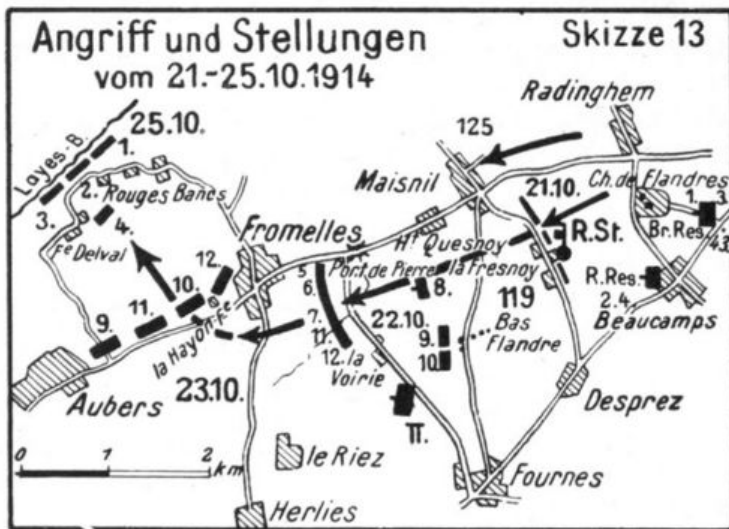 Angriff und Stellungen
vom 21.-25.10.1914
Skizze 13
Radinghem
125
Layes-B.
25.10.
1.
Maisnil
21.10.
Ch. de Flandres
1.
3.
2.
Rouges Bancs
3.
4.
Fe Delval
Fromelles
Ht Quesnoy
R.St.
Br. Res.
43.
12.
5
Port de Pierre
la Fresnoy
6.
8.
119
R. Res.
10.
2.4.
Beaucamps
11.
7.
22.10.
9.
Bas
Flandre
9.
la Hayon-Fe
11.
10
12.
la
Voirie
23.10.
Aubers
II.
Desprez
0 1 2
km
le Riez
Fournes
Herlies